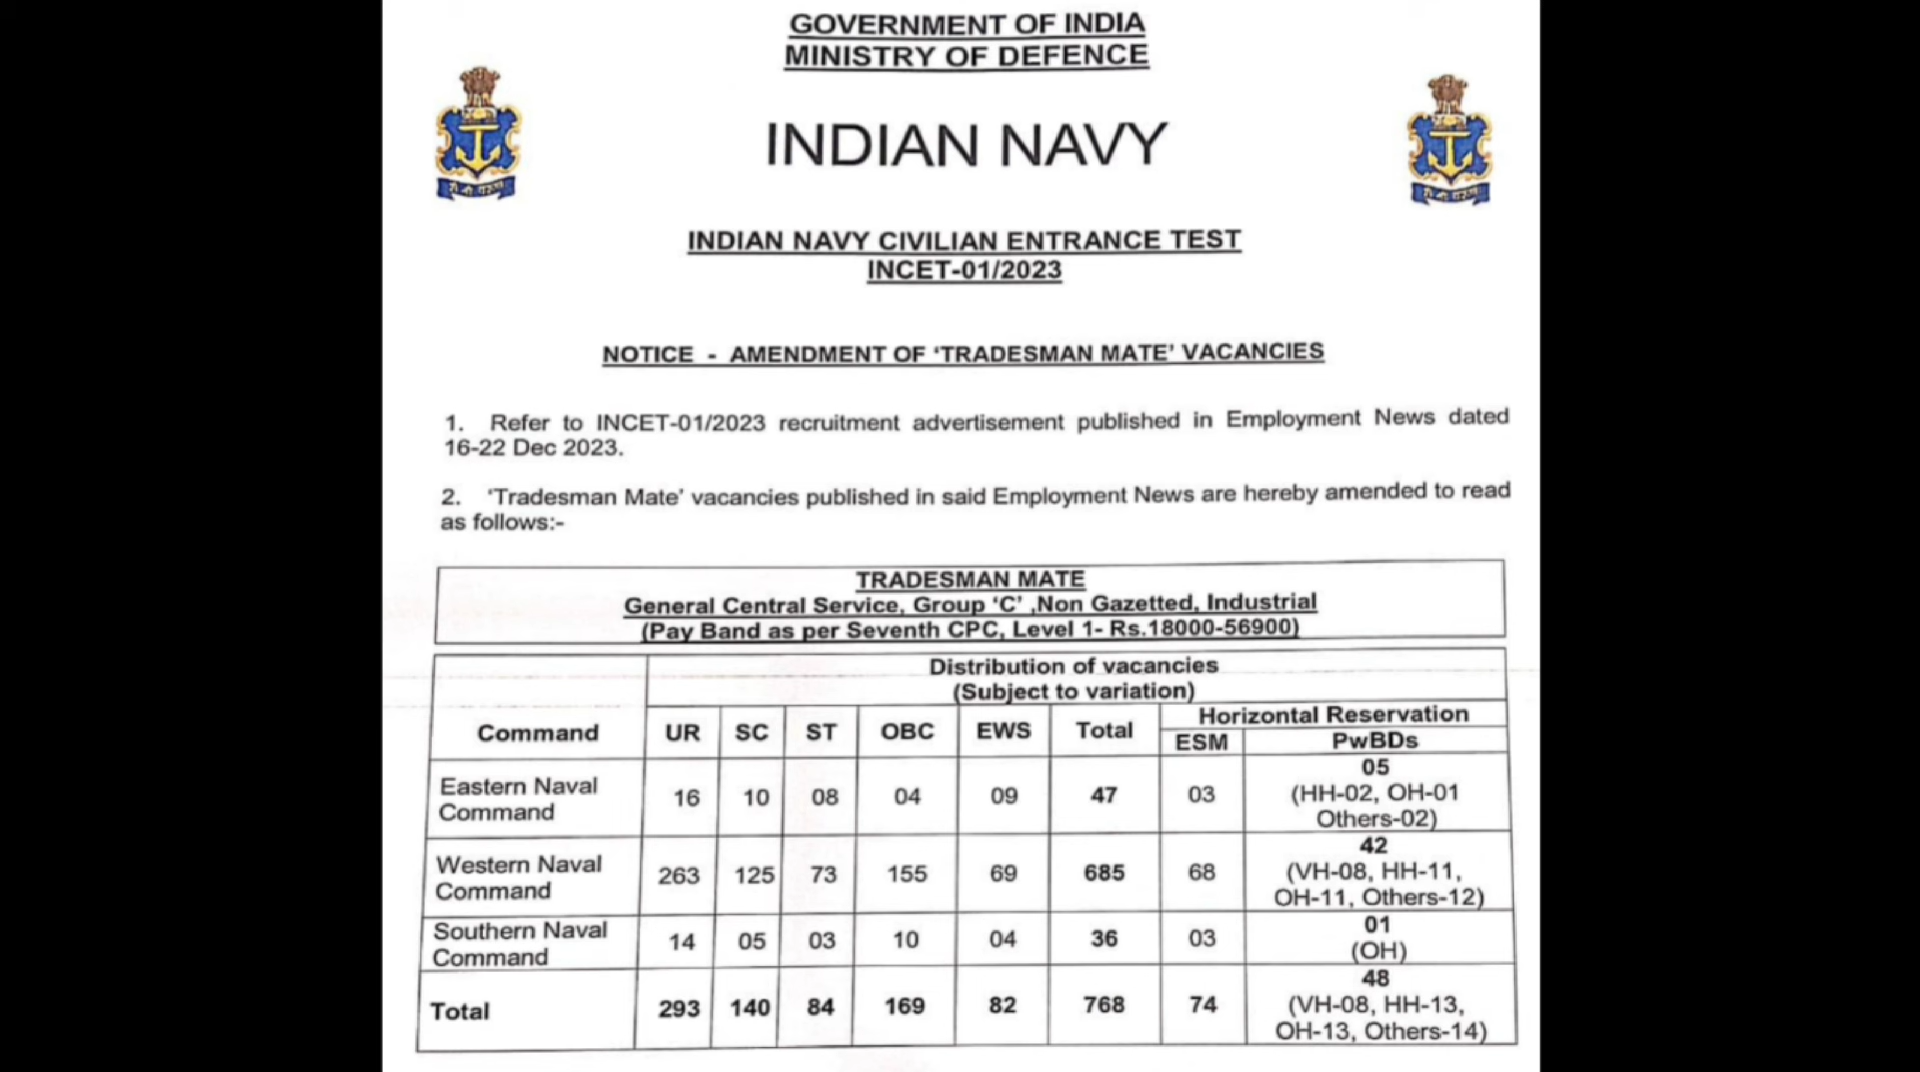 GOVERNMENT OF INDIA
MINISTRY OF DEFENCE
INDIAN NAVY
INDIAN NAVY CIVILIAN ENTRANCE TEST
INCET-01/2023
NOTICE - AMENDMENT OF ‘TRADESMAN MATE’ VACANCIES
1. Refer to INCET-01/2023 recruitment advertisement published in Employment News dated
16-22 Dec 2023.
2. ‘Tradesman Mate’ vacancies published in said Employment News are hereby amended to read
as follows:-
TRADESMAN MATE
General Central Service, Group ‘C’ ,Non Gazetted, Industrial
(Pay Band as per Seventh CPC, Level 1- Rs.18000-56900)
Distribution of vacancies
(Subject to variation)
Command UR SC ST OBC EWS Total Horizontal Reservation
ESM PwBDs
Eastern Naval Command 16 10 08 04 09 47 03 05
(HH-02, OH-01
Others-02)
Western Naval Command 263 125 73 155 69 685 68 42
(VH-08, HH-11,
OH-11, Others-12)
Southern Naval Command 14 05 03 10 04 36 03 01
(OH)
Total 293 140 84 169 82 768 74 48
(VH-08, HH-13,
OH-13, Others-14)